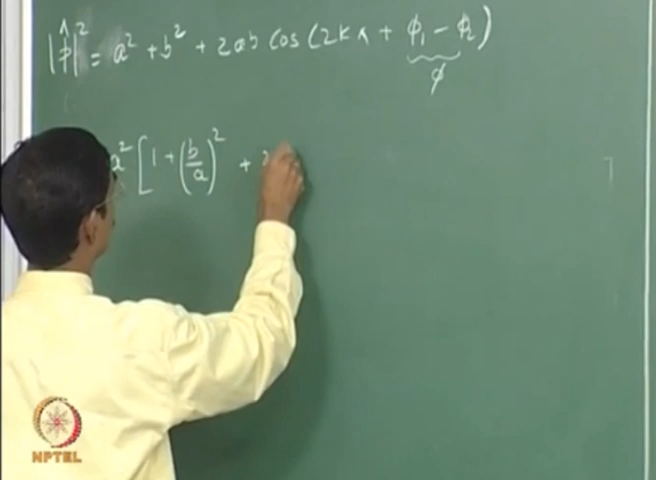 |p̂|² = a² + b² + 2ab cos(2kx + φ₁ − φ₂)
φ
a² [1 + (b/a)² + 2
NPTEL